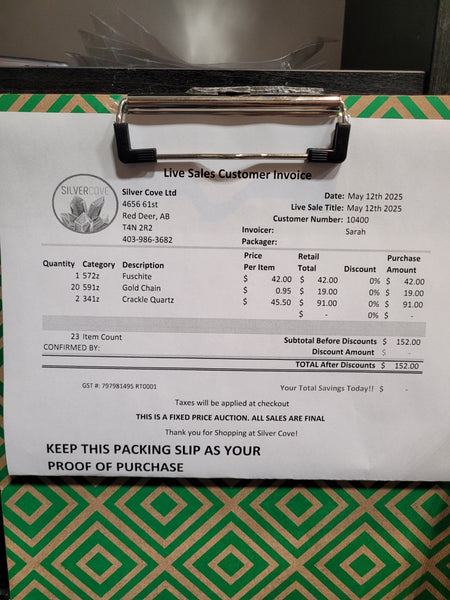 Live Sales Customer Invoice
SILVERCOVE
Silver Cove Ltd
4656 61st
Red Deer, AB
T4N 2R2
403-986-3682
Date: May 12th 2025
Live Sale Title: May 12th 2025
Customer Number: 10400
Invoicer: Sarah
Packager:
Quantity Category Description Price Per Item Retail Total Discount Purchase Amount
1 572z Fuschite $ 42.00 $ 42.00 0% $ 42.00
20 591z Gold Chain $ 0.95 $ 19.00 0% $ 19.00
2 341z Crackle Quartz $ 45.50 $ 91.00 0% $ 91.00
$ - 0% $ -
23 Item Count
Subtotal Before Discounts $ 152.00
CONFIRMED BY:
Discount Amount $ -
TOTAL After Discounts $ 152.00
GST #: 797981495 RT0001
Your Total Savings Today!! $ -
Taxes will be applied at checkout
THIS IS A FIXED PRICE AUCTION. ALL SALES ARE FINAL
Thank you for Shopping at Silver Cove!
KEEP THIS PACKING SLIP AS YOUR
PROOF OF PURCHASE